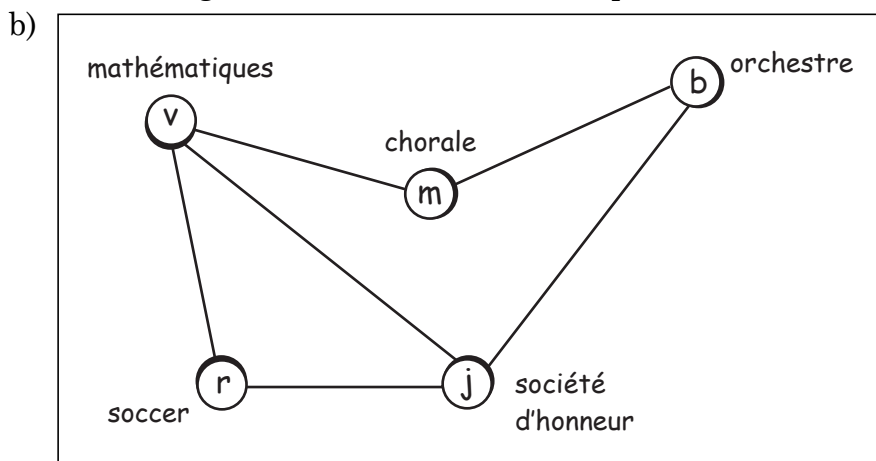 b)
mathématiques
orchestre
b
v
chorale
m
r
j
société
d'honneur
soccer